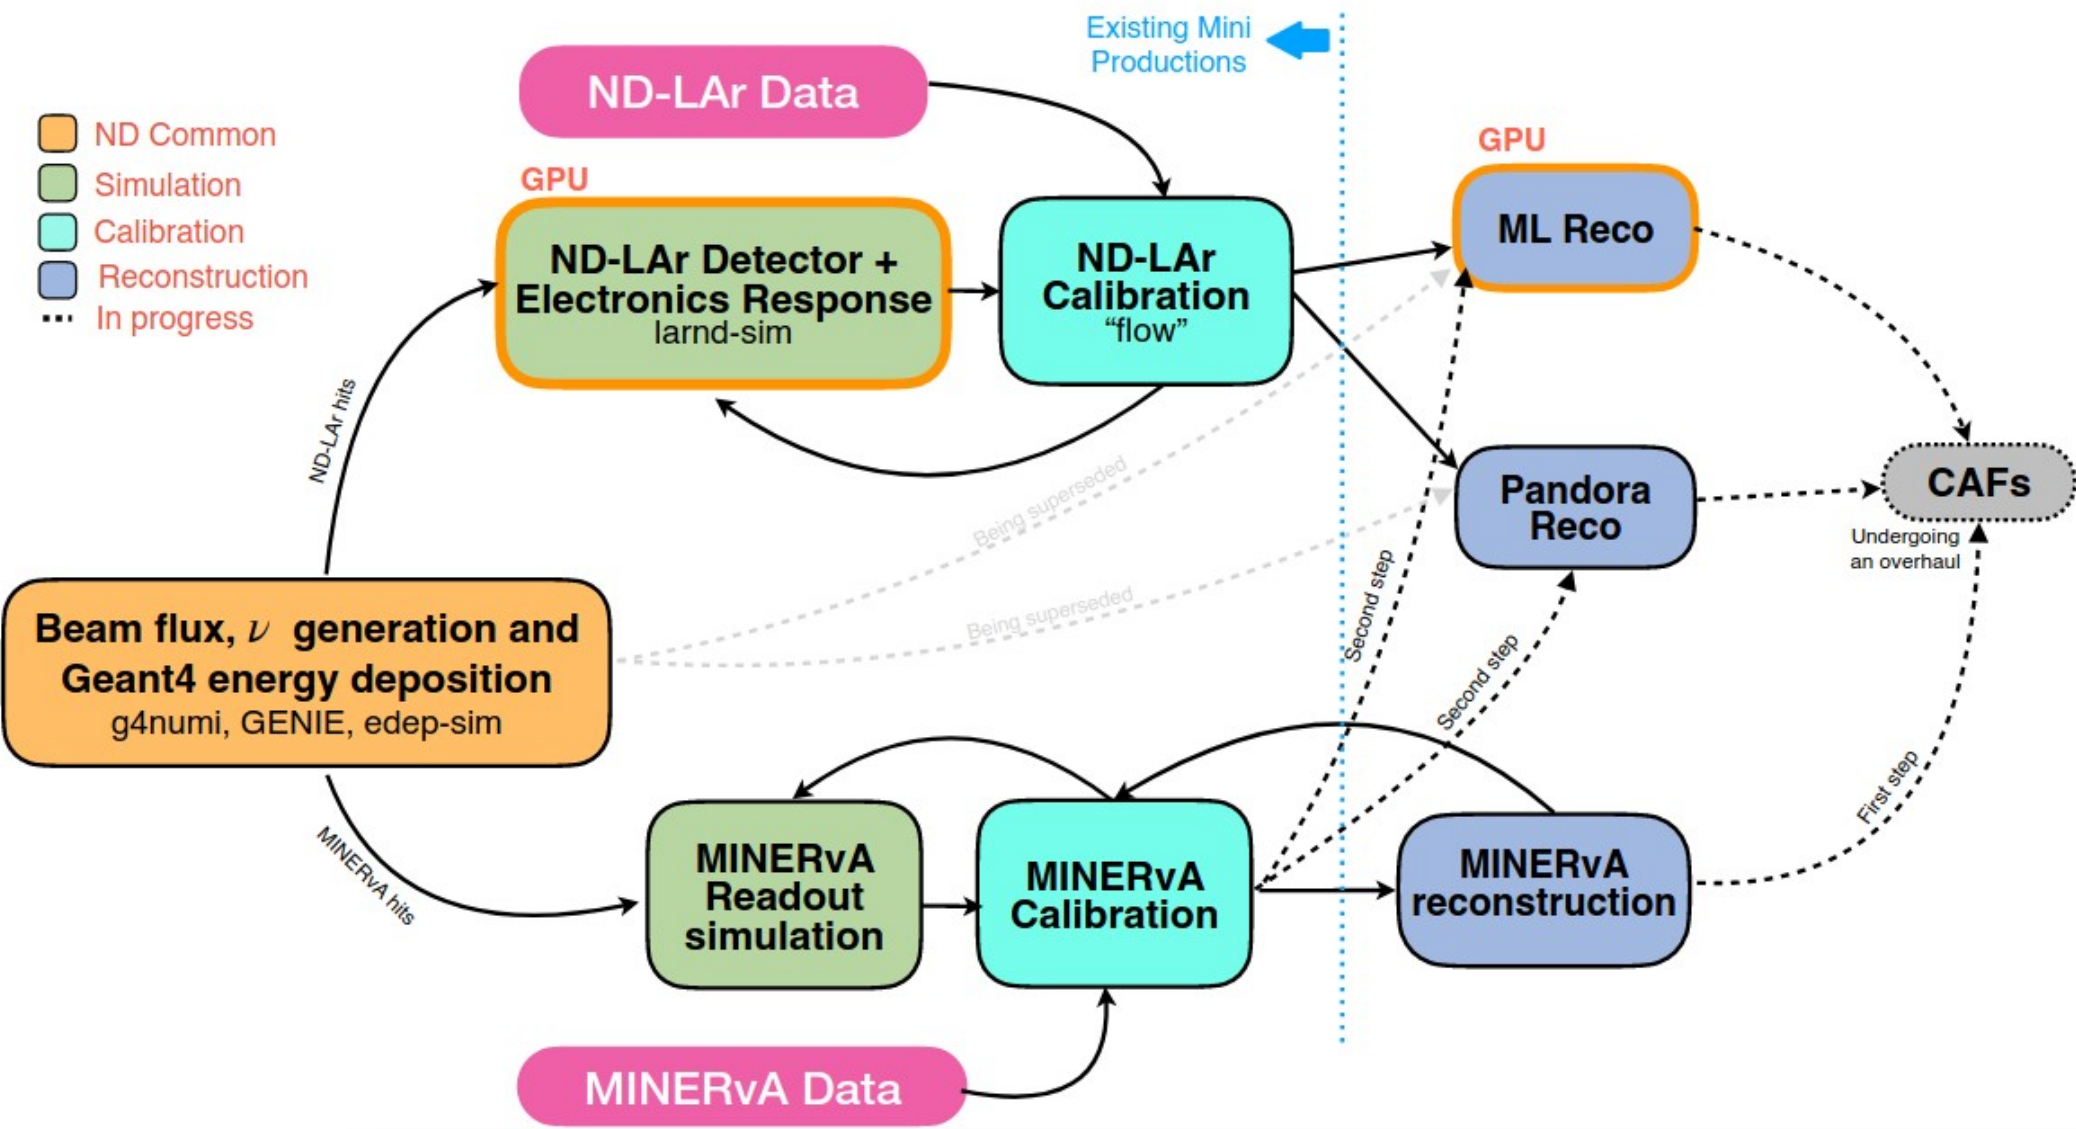 Existing Mini
Productions
ND-LAr Data
ND Common
Simulation
Calibration
Reconstruction
In progress
GPU
ND-LAr Detector +
Electronics Response
larnd-sim
ND-LAr
Calibration
“flow”
GPU
ML Reco
ND-LAr hits
Being superseded
Being superseded
Pandora
Reco
CAFs
Undergoing
an overhaul
Second step
Second step
First step
Beam flux, ν generation and
Geant4 energy deposition
g4numi, GENIE, edep-sim
MINERvA hits
MINERvA
Readout
simulation
MINERvA
Calibration
MINERvA
reconstruction
MINERvA Data